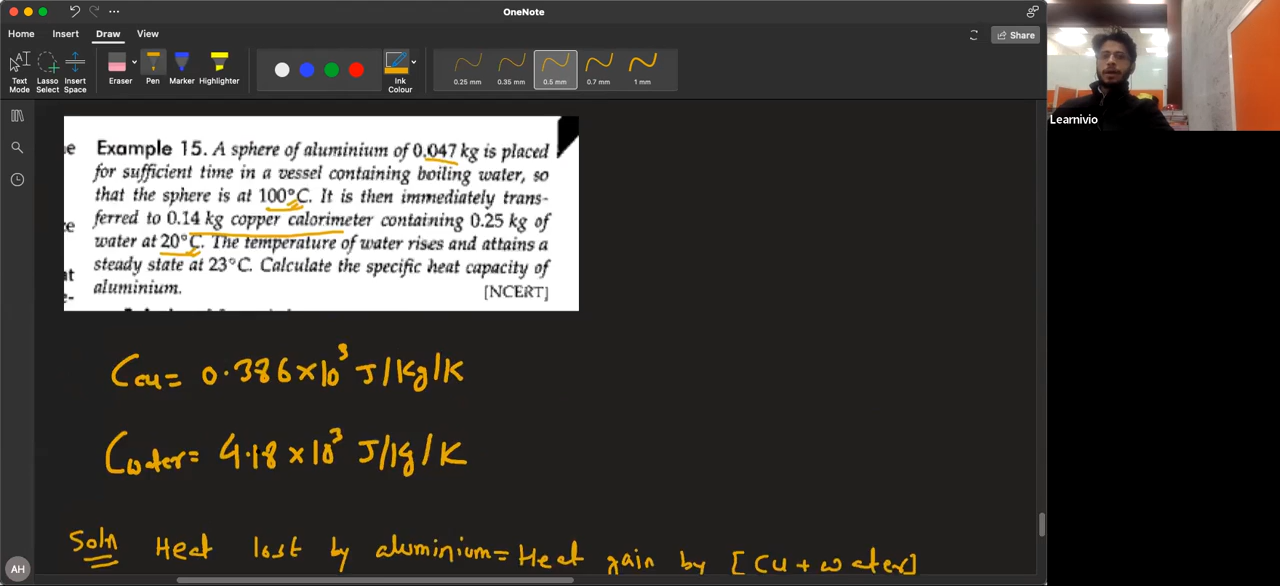 OneNote
Home Insert Draw View
Share
Text Mode
Lasso Select
Insert Space
Eraser
Pen
Marker
Highlighter
Ink Colour
0.25 mm 0.35 mm 0.5 mm 0.7 mm 1 mm
Learnivio
Example 15. A sphere of aluminium of 0.047 kg is placed
for sufficient time in a vessel containing boiling water, so
that the sphere is at 100°C. It is then immediately trans-
ferred to 0.14 kg copper calorimeter containing 0.25 kg of
water at 20°C. The temperature of water rises and attains a
steady state at 23°C. Calculate the specific heat capacity of
aluminium. [NCERT]
Ccu = 0.386×10³ J/Kg/K
Cwater = 4.18×10³ J/Kg/K
Soln Heat lost by aluminium = Heat gain by [Cu + water]
AH